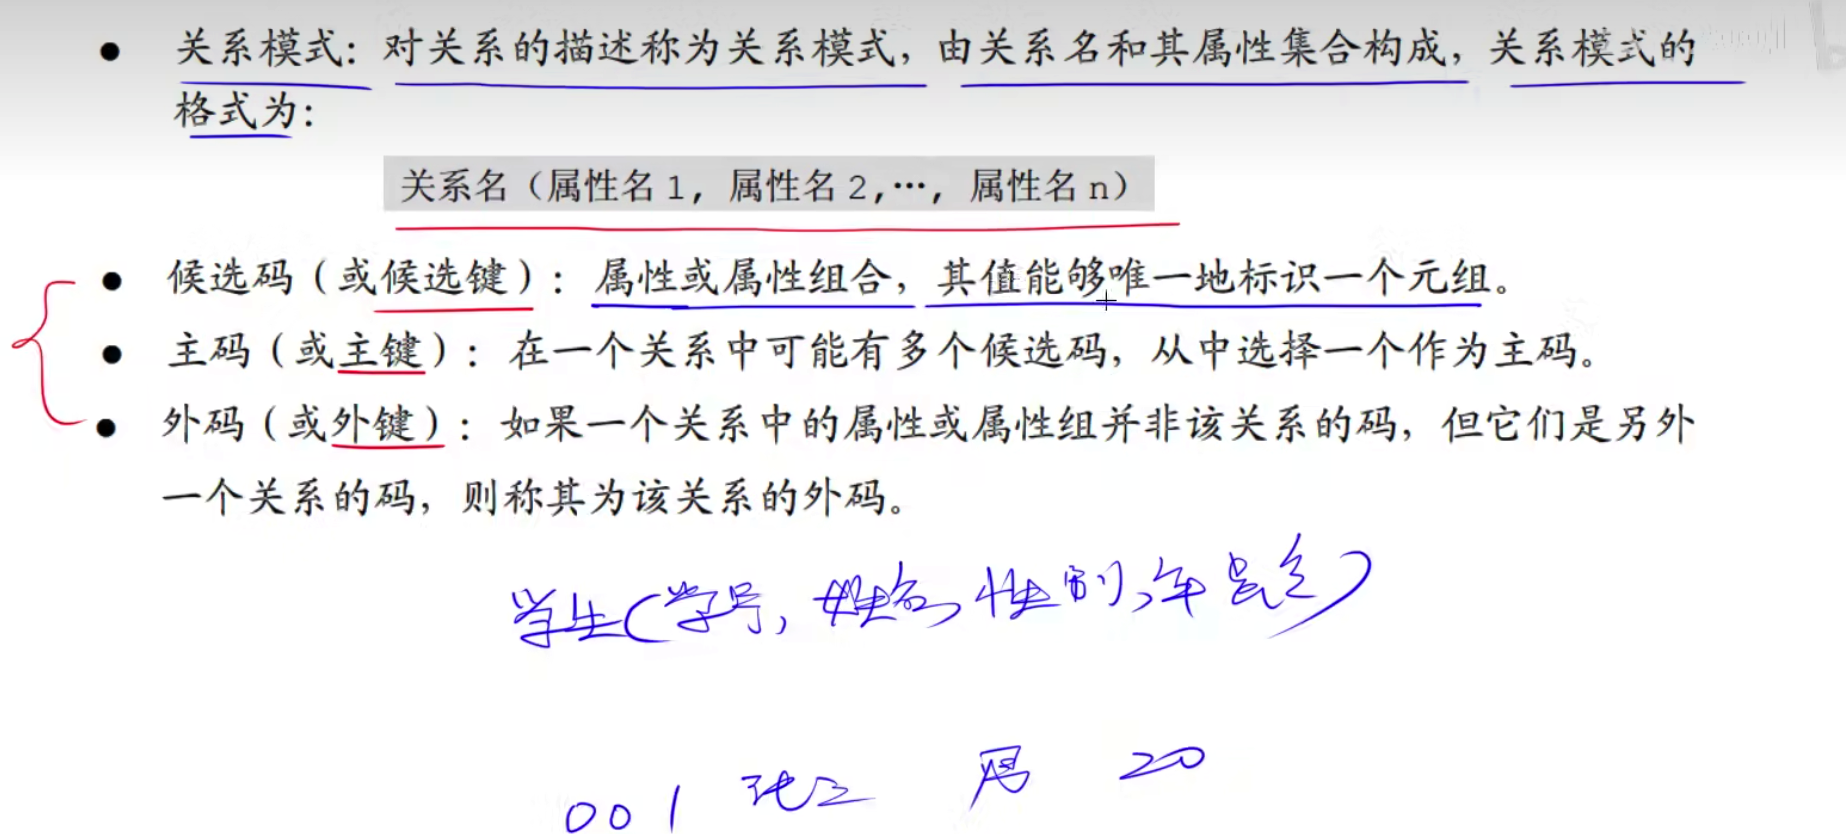 ● 关系模式：对关系的描述称为关系模式，由关系名和其属性集合构成，关系模式的
格式为：
关系名（属性名1，属性名2,…，属性名n）
● 候选码（或候选键）：属性或属性组合，其值能够唯一地标识一个元组。
● 主码（或主键）：在一个关系中可能有多个候选码，从中选择一个作为主码。
● 外码（或外键）：如果一个关系中的属性或属性组并非该关系的码，但它们是另外
一个关系的码，则称其为该关系的外码。
学生(学号,姓名,性别,年龄)
001 张三 男 20